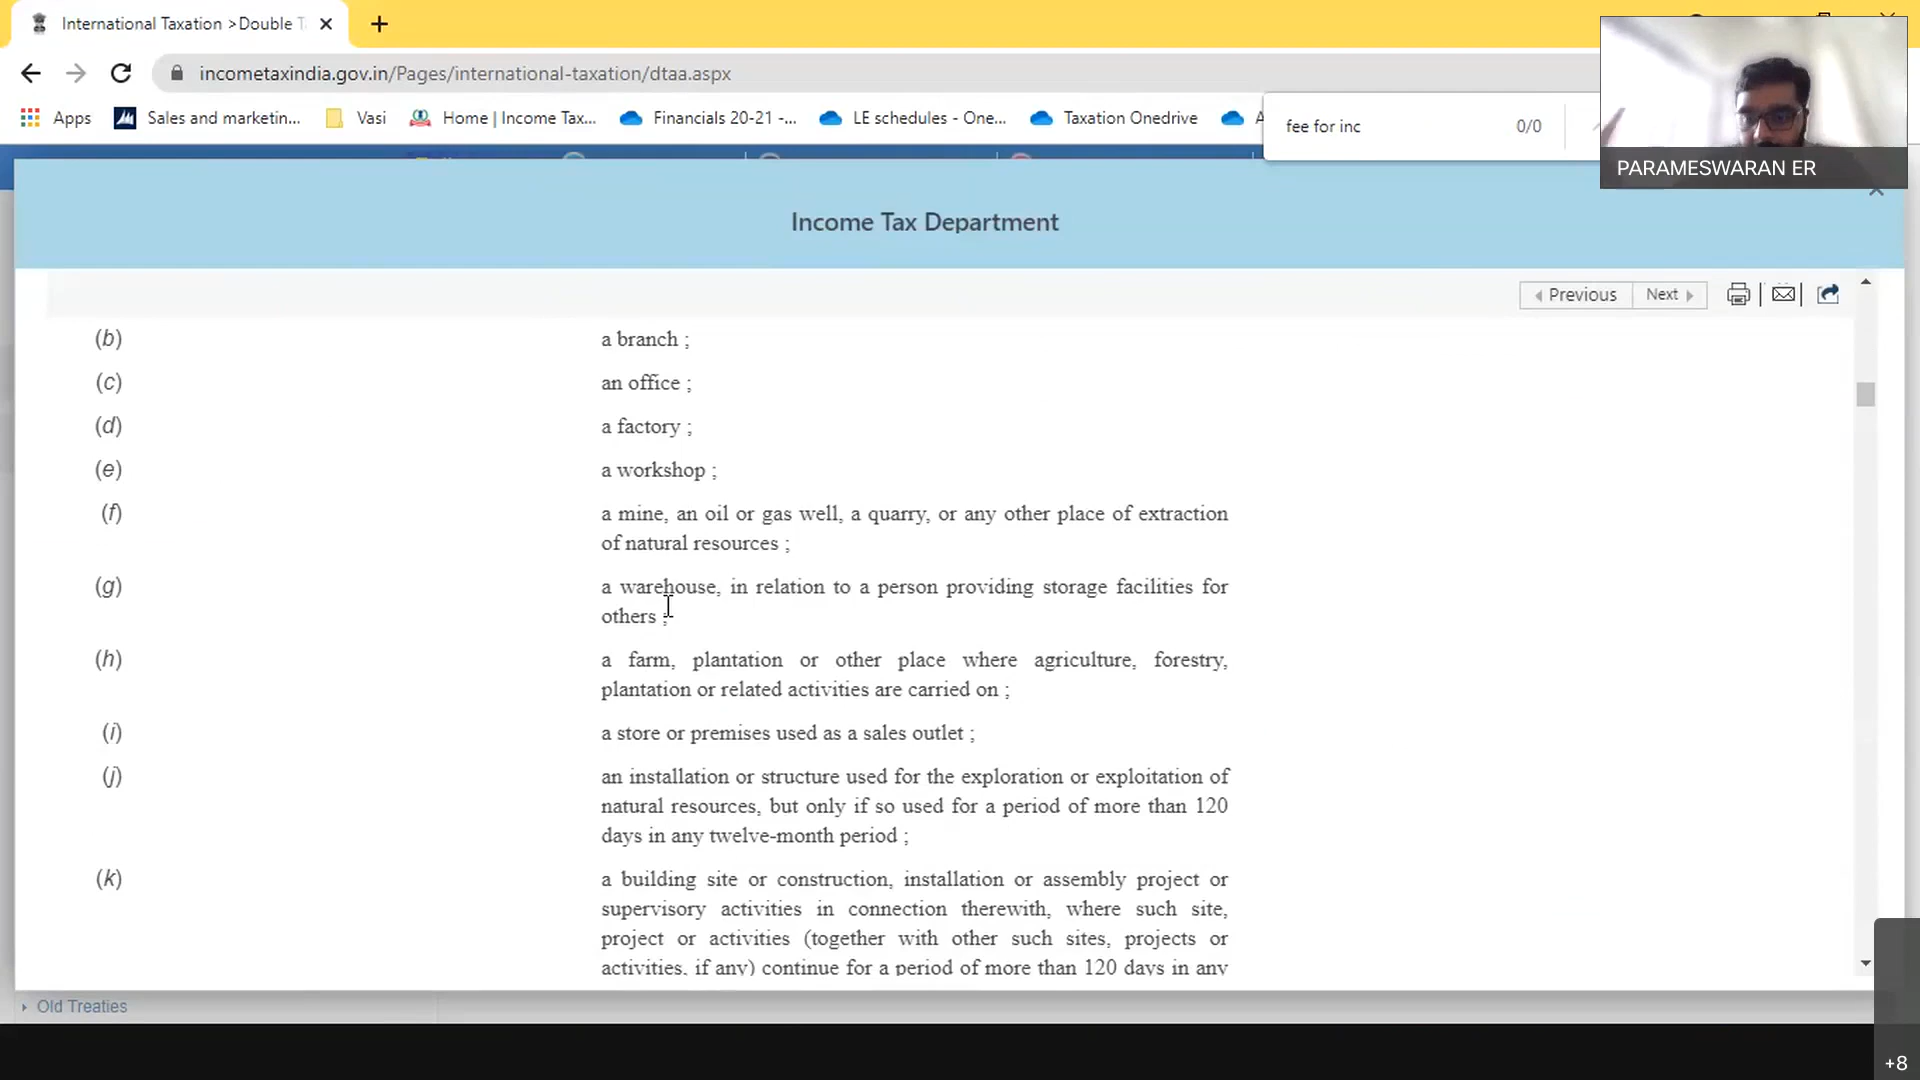 International Taxation >Double T
incometaxindia.gov.in/Pages/international-taxation/dtaa.aspx
Apps
Sales and marketin...
Vasi
Home | Income Tax...
Financials 20-21 -...
LE schedules - One...
Taxation Onedrive
fee for inc
0/0
PARAMESWARAN ER
Income Tax Department
Previous
Next
(b) a branch ;
(c) an office ;
(d) a factory ;
(e) a workshop ;
(f) a mine, an oil or gas well, a quarry, or any other place of extraction
of natural resources ;
(g) a warehouse, in relation to a person providing storage facilities for
others ;
(h) a farm, plantation or other place where agriculture, forestry,
plantation or related activities are carried on ;
(i) a store or premises used as a sales outlet ;
(j) an installation or structure used for the exploration or exploitation of
natural resources, but only if so used for a period of more than 120
days in any twelve-month period ;
(k) a building site or construction, installation or assembly project or
supervisory activities in connection therewith, where such site,
project or activities (together with other such sites, projects or
activities, if any) continue for a period of more than 120 days in any
Old Treaties
+8